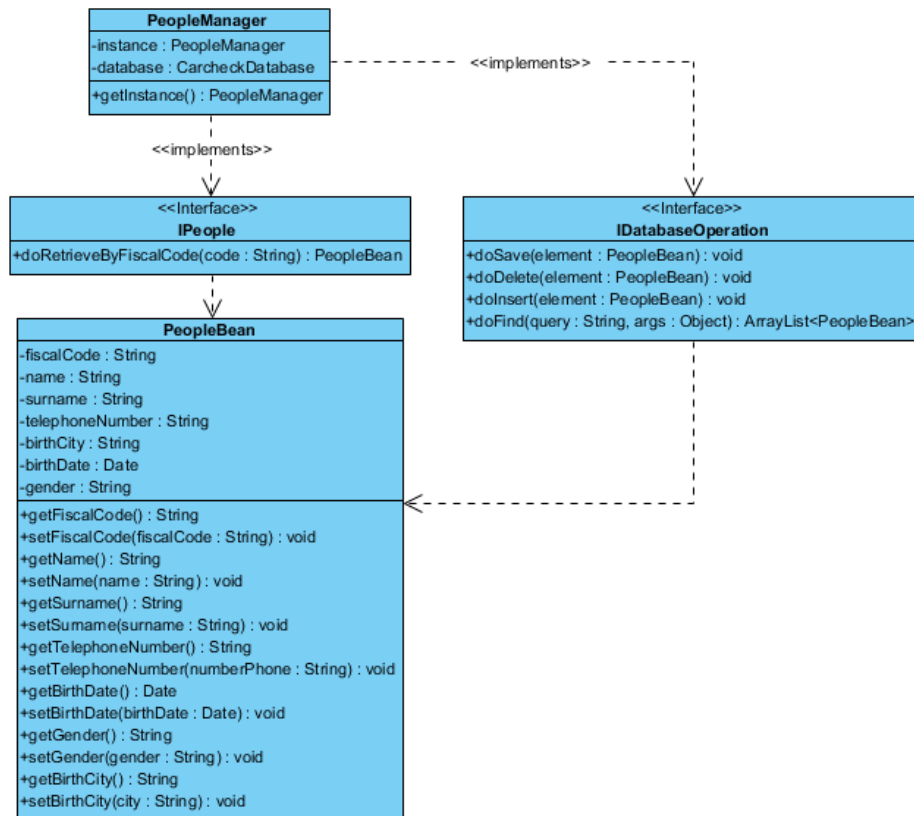 PeopleManager
-instance : PeopleManager
-database : CarcheckDatabase
+getInstance() : PeopleManager
<<implements>>
<<implements>>
<<Interface>>
IPeople
+doRetrieveByFiscalCode(code : String) : PeopleBean
<<Interface>>
IDatabaseOperation
+doSave(element : PeopleBean) : void
+doDelete(element : PeopleBean) : void
+doInsert(element : PeopleBean) : void
+doFind(query : String, args : Object) : ArrayList<PeopleBean>
PeopleBean
-fiscalCode : String
-name : String
-surname : String
-telephoneNumber : String
-birthCity : String
-birthDate : Date
-gender : String
+getFiscalCode() : String
+setFiscalCode(fiscalCode : String) : void
+getName() : String
+setName(name : String) : void
+getSurname() : String
+setSurname(surname : String) : void
+getTelephoneNumber() : String
+setTelephoneNumber(numberPhone : String) : void
+getBirthDate() : Date
+setBirthDate(birthDate : Date) : void
+getGender() : String
+setGender(gender : String) : void
+getBirthCity() : String
+setBirthCity(city : String) : void